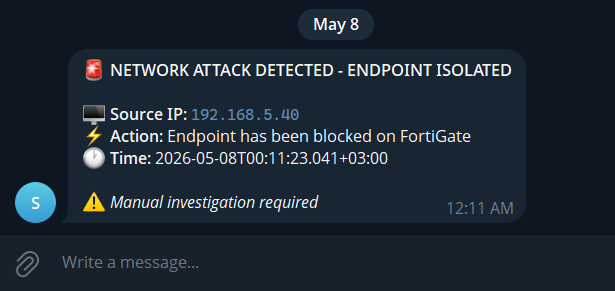 May 8
🚨 NETWORK ATTACK DETECTED - ENDPOINT ISOLATED
🖥️ Source IP: 192.168.5.40
⚡ Action: Endpoint has been blocked on FortiGate
🕐 Time: 2026-05-08T00:11:23.041+03:00
⚠️ Manual investigation required
12:11 AM
S
Write a message...